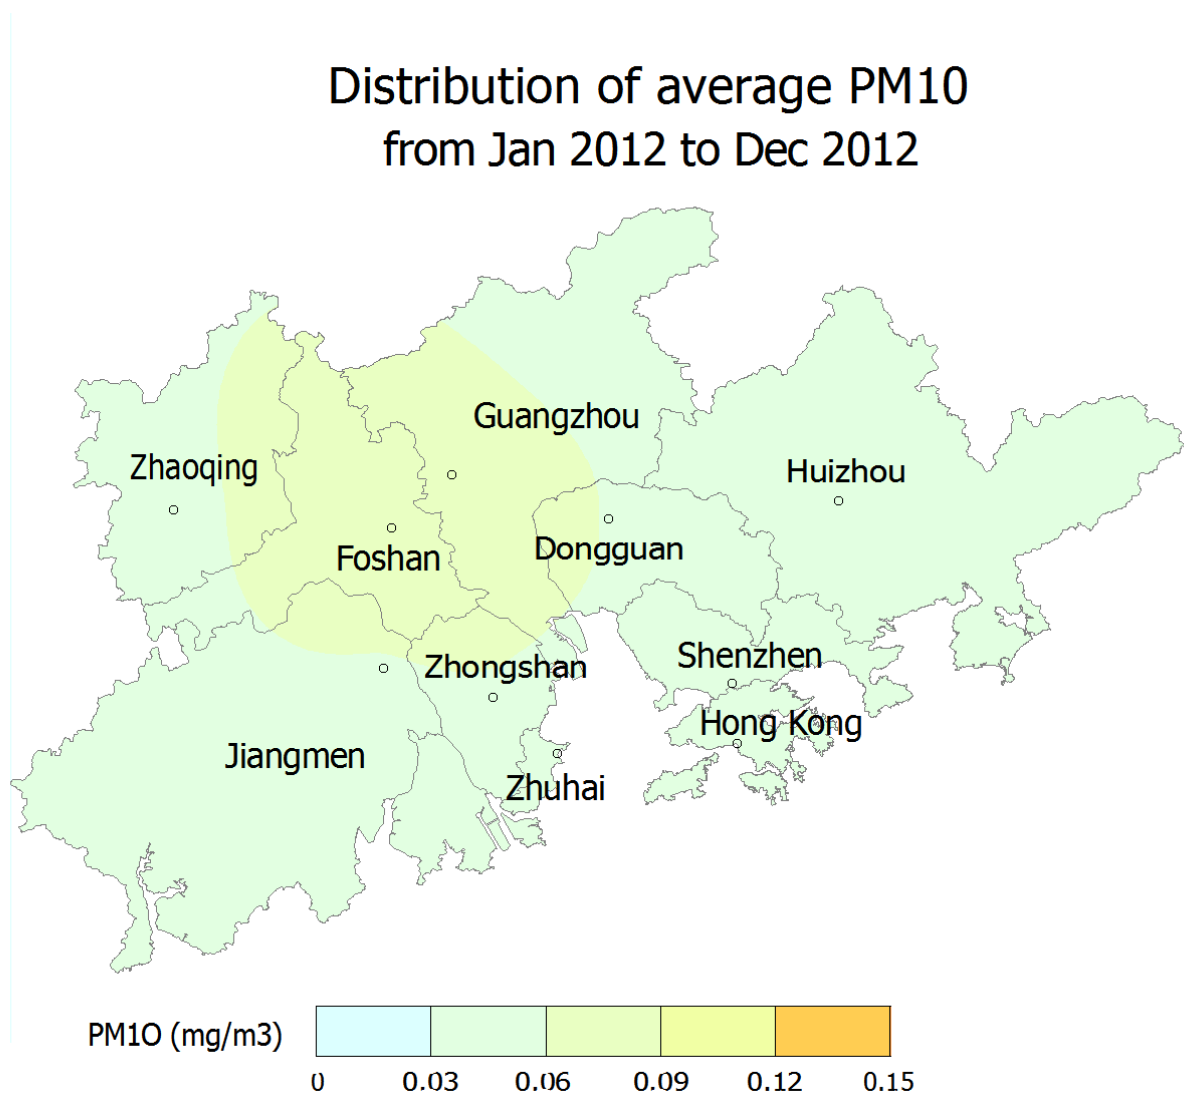 Distribution of average PM10
from Jan 2012 to Dec 2012
Guangzhou
Zhaoqing
Huizhou
Foshan
Dongguan
Shenzhen
Zhongshan
Hong Kong
Jiangmen
Zhuhai
PM1O (mg/m3)
0 0.03 0.06 0.09 0.12 0.15